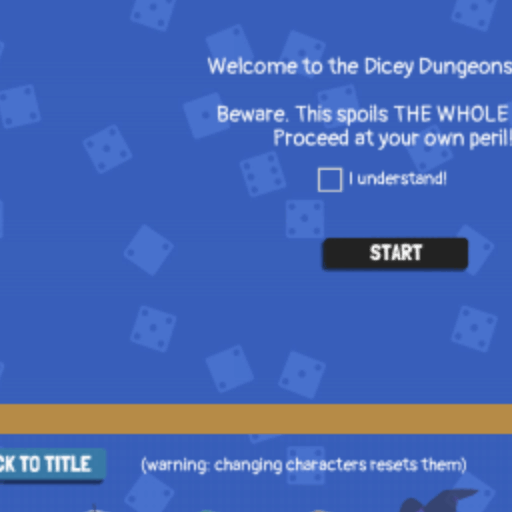 Welcome to the Dicey Dungeons
Beware. This spoils THE WHOLE
Proceed at your own peril!
I understand!
START
CK TO TITLE
(warning: changing characters resets them)